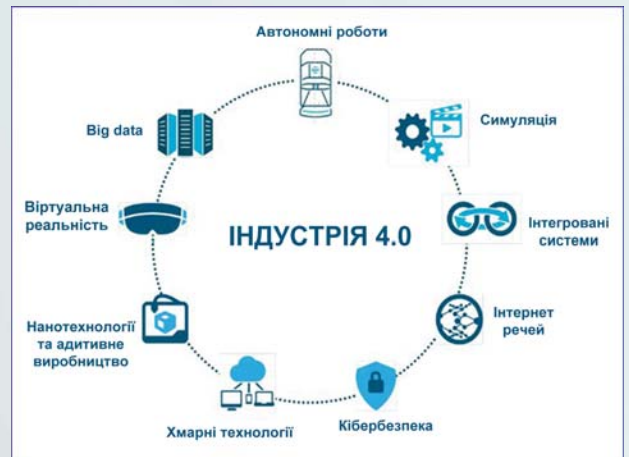 Автономні роботи
Симуляція
Інтегровані
системи
Інтернет
речей
Кібербезпека
Хмарні технології
Нанотехнології
та адитивне
виробництво
Віртуальна
реальність
Big data
ІНДУСТРІЯ 4.0